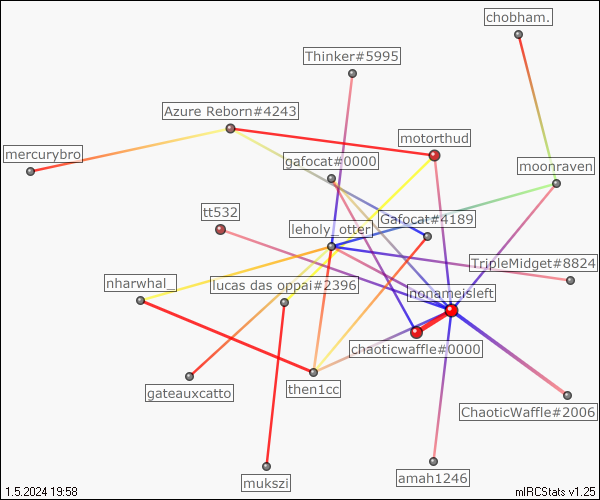 chobham.
Thinker#5995
Azure Reborn#4243
motorthud
mercurybro
gafocat#0000
moonraven
tt532
Gafocat#4189
leholy_otter
TripleMidget#8824
nharwhal_
lucas das oppai#2396
nonameisleft
chaoticwaffle#0000
gateauxcatto
then1cc
ChaoticWaffle#2006
mukszi
amah1246
1.5.2024 19:58
mIRCStats v1.25